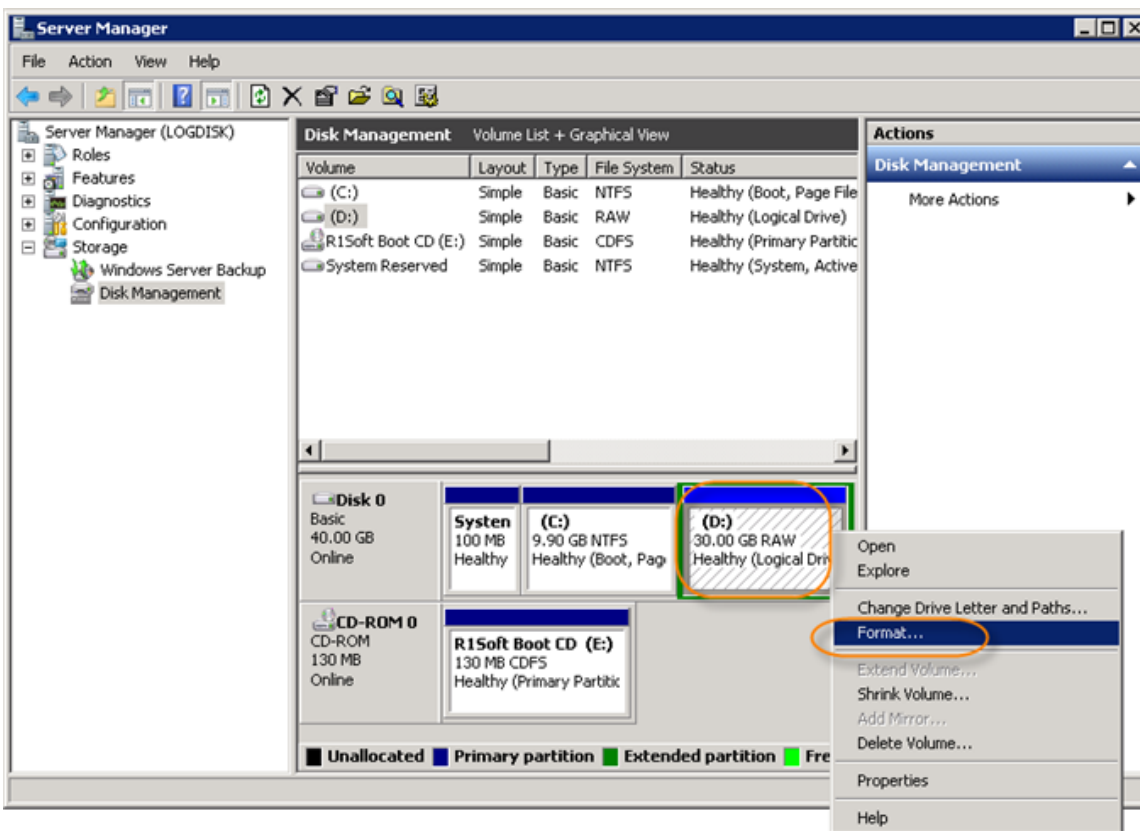 Server Manager
File Action View Help
Server Manager (LOGDISK)
Roles
Features
Diagnostics
Configuration
Storage
Windows Server Backup
Disk Management
Disk Management Volume List + Graphical View
Volume Layout Type File System Status
(C:) Simple Basic NTFS Healthy (Boot, Page File
(D:) Simple Basic RAW Healthy (Logical Drive)
R1Soft Boot CD (E:) Simple Basic CDFS Healthy (Primary Partitic
System Reserved Simple Basic NTFS Healthy (System, Active
Actions
Disk Management
More Actions
Disk 0
Basic
40.00 GB
Online
Systen
100 MB
Healthy
(C:)
9.90 GB NTFS
Healthy (Boot, Pag
(D:)
30.00 GB RAW
Healthy (Logical Driv
CD-ROM 0
CD-ROM
130 MB
Online
R1Soft Boot CD (E:)
130 MB CDFS
Healthy (Primary Partitic
Unallocated Primary partition Extended partition Fre
Open
Explore
Change Drive Letter and Paths...
Format...
Extend Volume...
Shrink Volume...
Add Mirror...
Delete Volume...
Properties
Help